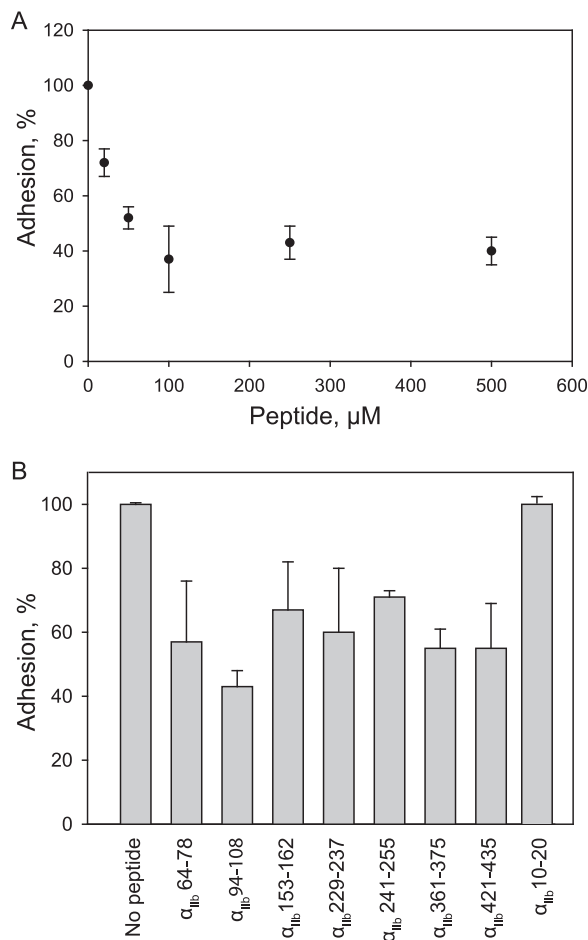 A
120
100
80
60
40
20
0
Adhesion, %
0 100 200 300 400 500 600
Peptide, µM
B
100
80
60
40
20
0
Adhesion, %
No peptide
αIIb 64-78
αIIb 94-108
αIIb 153-162
αIIb 229-237
αIIb 241-255
αIIb 361-375
αIIb 421-435
αIIb 10-20